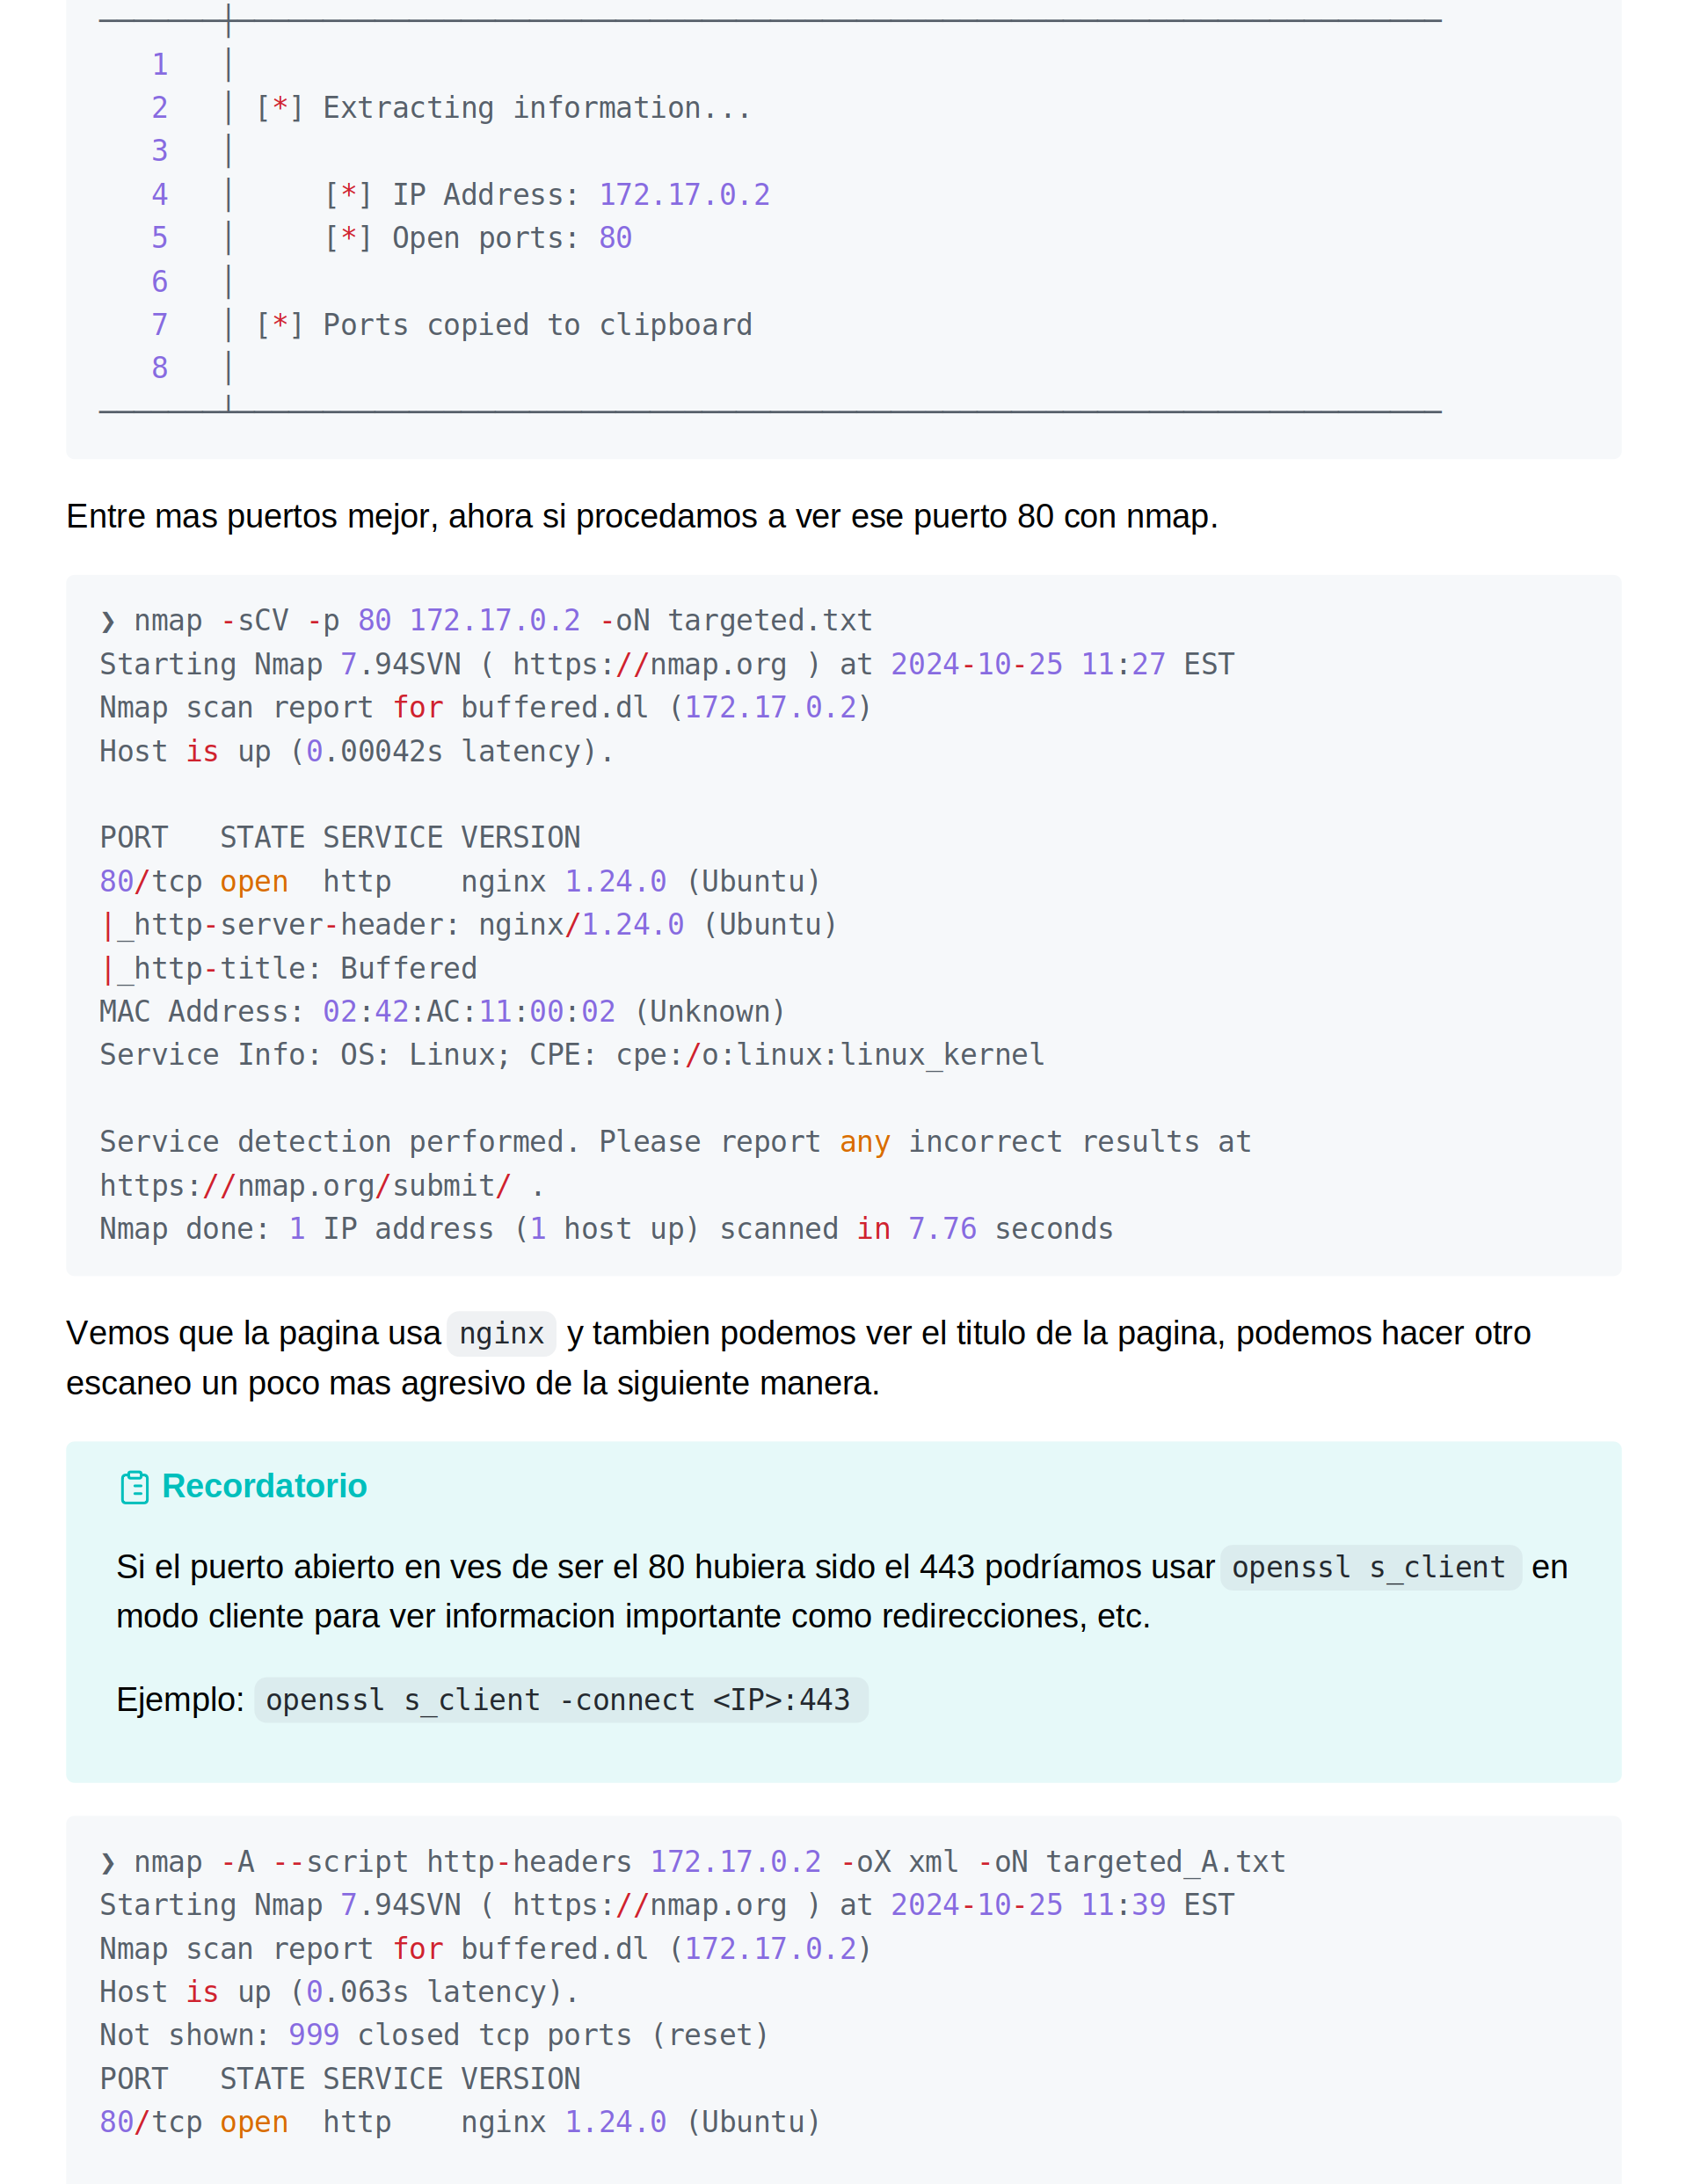 1 │
2 │ [*] Extracting information...
3 │
4 │     [*] IP Address: 172.17.0.2
5 │     [*] Open ports: 80
6 │
7 │ [*] Ports copied to clipboard
8 │
Entre mas puertos mejor, ahora si procedamos a ver ese puerto 80 con nmap.
❯ nmap -sCV -p 80 172.17.0.2 -oN targeted.txt
Starting Nmap 7.94SVN ( https://nmap.org ) at 2024-10-25 11:27 EST
Nmap scan report for buffered.dl (172.17.0.2)
Host is up (0.00042s latency).
PORT   STATE SERVICE VERSION
80/tcp open  http    nginx 1.24.0 (Ubuntu)
|_http-server-header: nginx/1.24.0 (Ubuntu)
|_http-title: Buffered
MAC Address: 02:42:AC:11:00:02 (Unknown)
Service Info: OS: Linux; CPE: cpe:/o:linux:linux_kernel
Service detection performed. Please report any incorrect results at
https://nmap.org/submit/ .
Nmap done: 1 IP address (1 host up) scanned in 7.76 seconds
Vemos que la pagina usa nginx y tambien podemos ver el titulo de la pagina, podemos hacer otro
escaneo un poco mas agresivo de la siguiente manera.
Recordatorio
Si el puerto abierto en ves de ser el 80 hubiera sido el 443 podríamos usar openssl s_client en
modo cliente para ver informacion importante como redirecciones, etc.
Ejemplo: openssl s_client -connect <IP>:443
❯ nmap -A --script http-headers 172.17.0.2 -oX xml -oN targeted_A.txt
Starting Nmap 7.94SVN ( https://nmap.org ) at 2024-10-25 11:39 EST
Nmap scan report for buffered.dl (172.17.0.2)
Host is up (0.063s latency).
Not shown: 999 closed tcp ports (reset)
PORT   STATE SERVICE VERSION
80/tcp open  http    nginx 1.24.0 (Ubuntu)